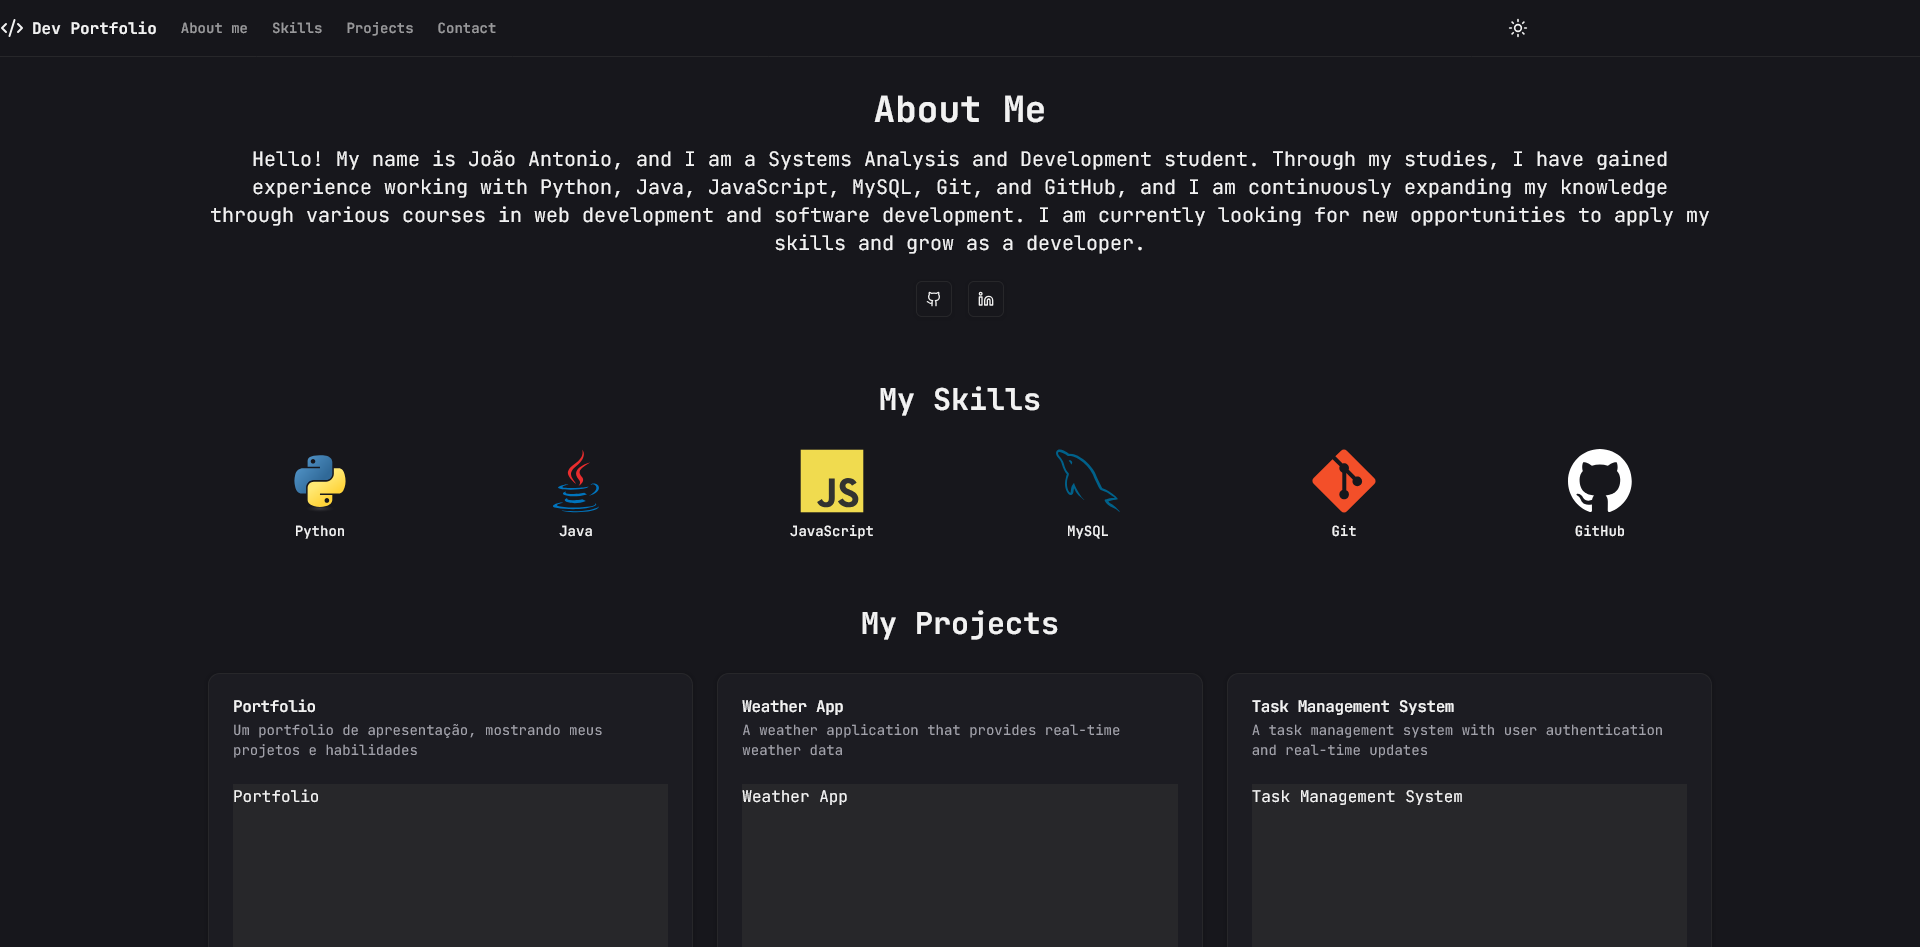 </> Dev Portfolio About me Skills Projects Contact
About Me
Hello! My name is João Antonio, and I am a Systems Analysis and Development student. Through my studies, I have gained
experience working with Python, Java, JavaScript, MySQL, Git, and GitHub, and I am continuously expanding my knowledge
through various courses in web development and software development. I am currently looking for new opportunities to apply my
skills and grow as a developer.
in
My Skills
JS
Python Java JavaScript MySQL Git GitHub
My Projects
Portfolio
Um portfolio de apresentação, mostrando meus
projetos e habilidades
Portfolio
Weather App
A weather application that provides real-time
weather data
Weather App
Task Management System
A task management system with user authentication
and real-time updates
Task Management System